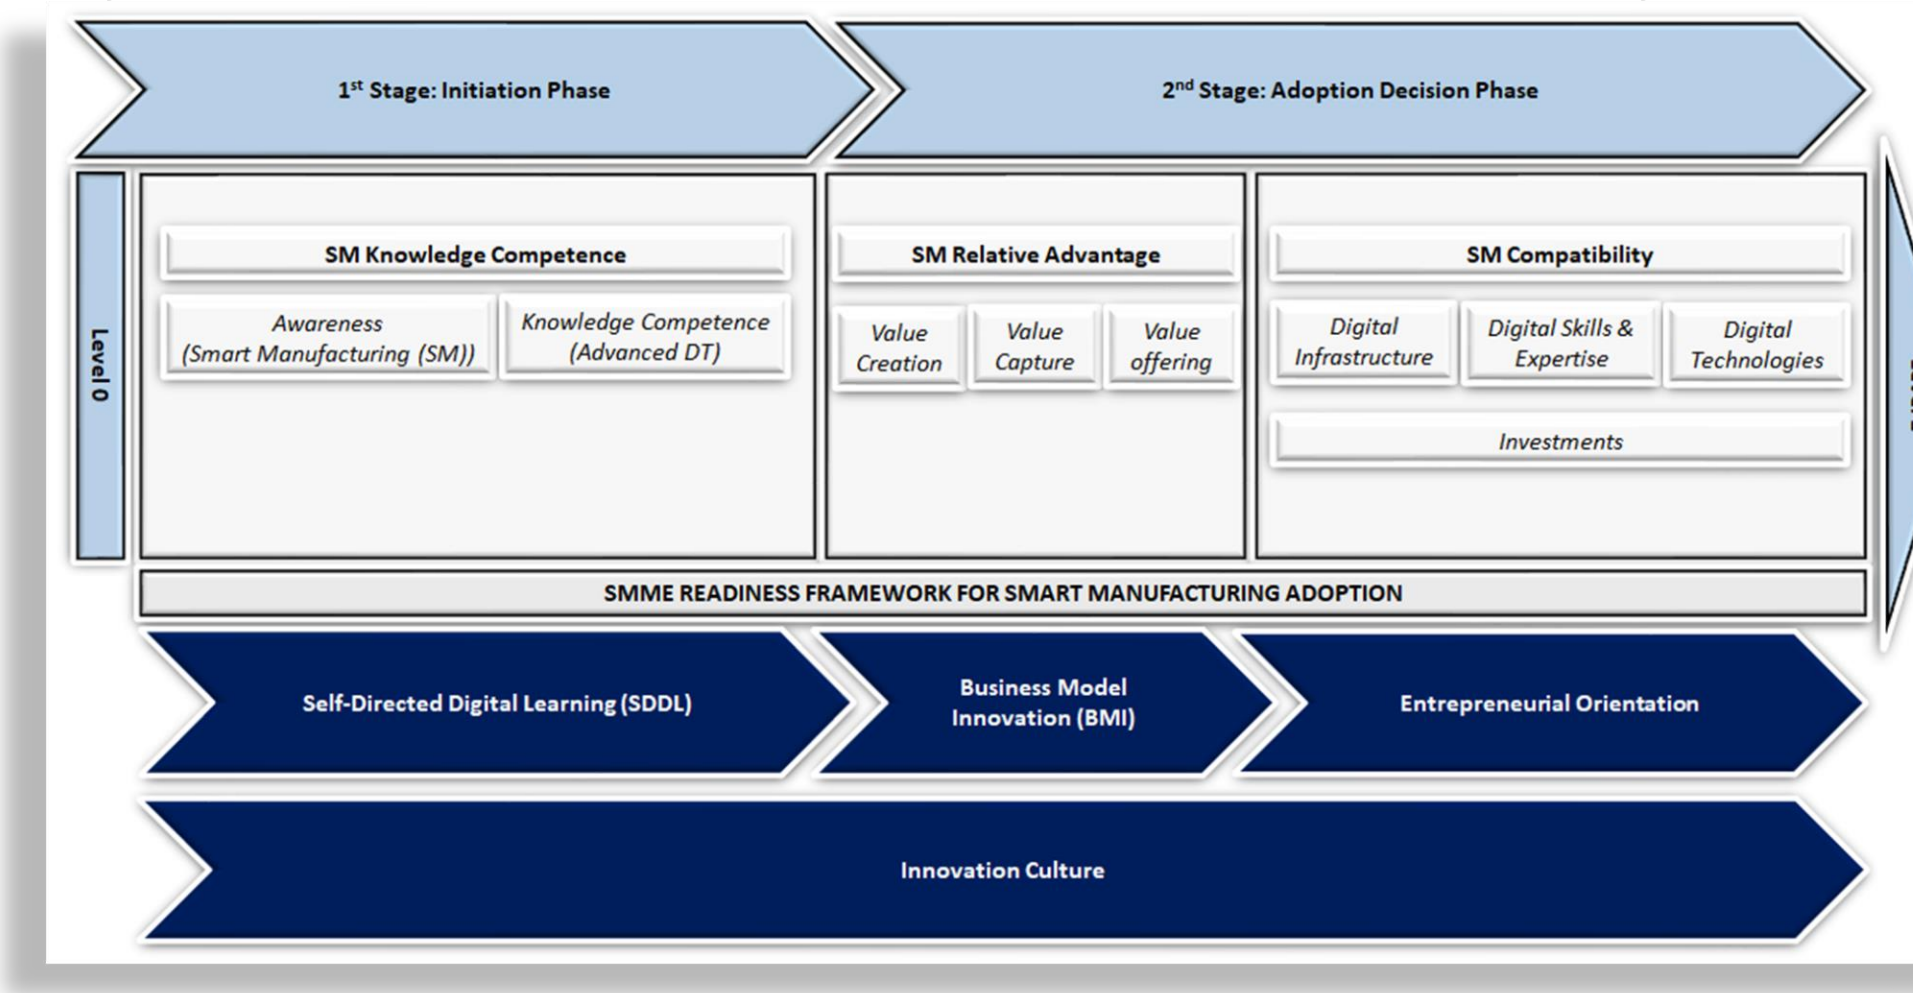 1st Stage: Initiation Phase
2nd Stage: Adoption Decision Phase
Level 0
SM Knowledge Competence
Awareness
(Smart Manufacturing (SM))
Knowledge Competence
(Advanced DT)
SM Relative Advantage
Value
Creation
Value
Capture
Value
offering
SM Compatibility
Digital
Infrastructure
Digital Skills &
Expertise
Digital
Technologies
Investments
SMME READINESS FRAMEWORK FOR SMART MANUFACTURING ADOPTION
Self-Directed Digital Learning (SDDL)
Business Model
Innovation (BMI)
Entrepreneurial Orientation
Innovation Culture